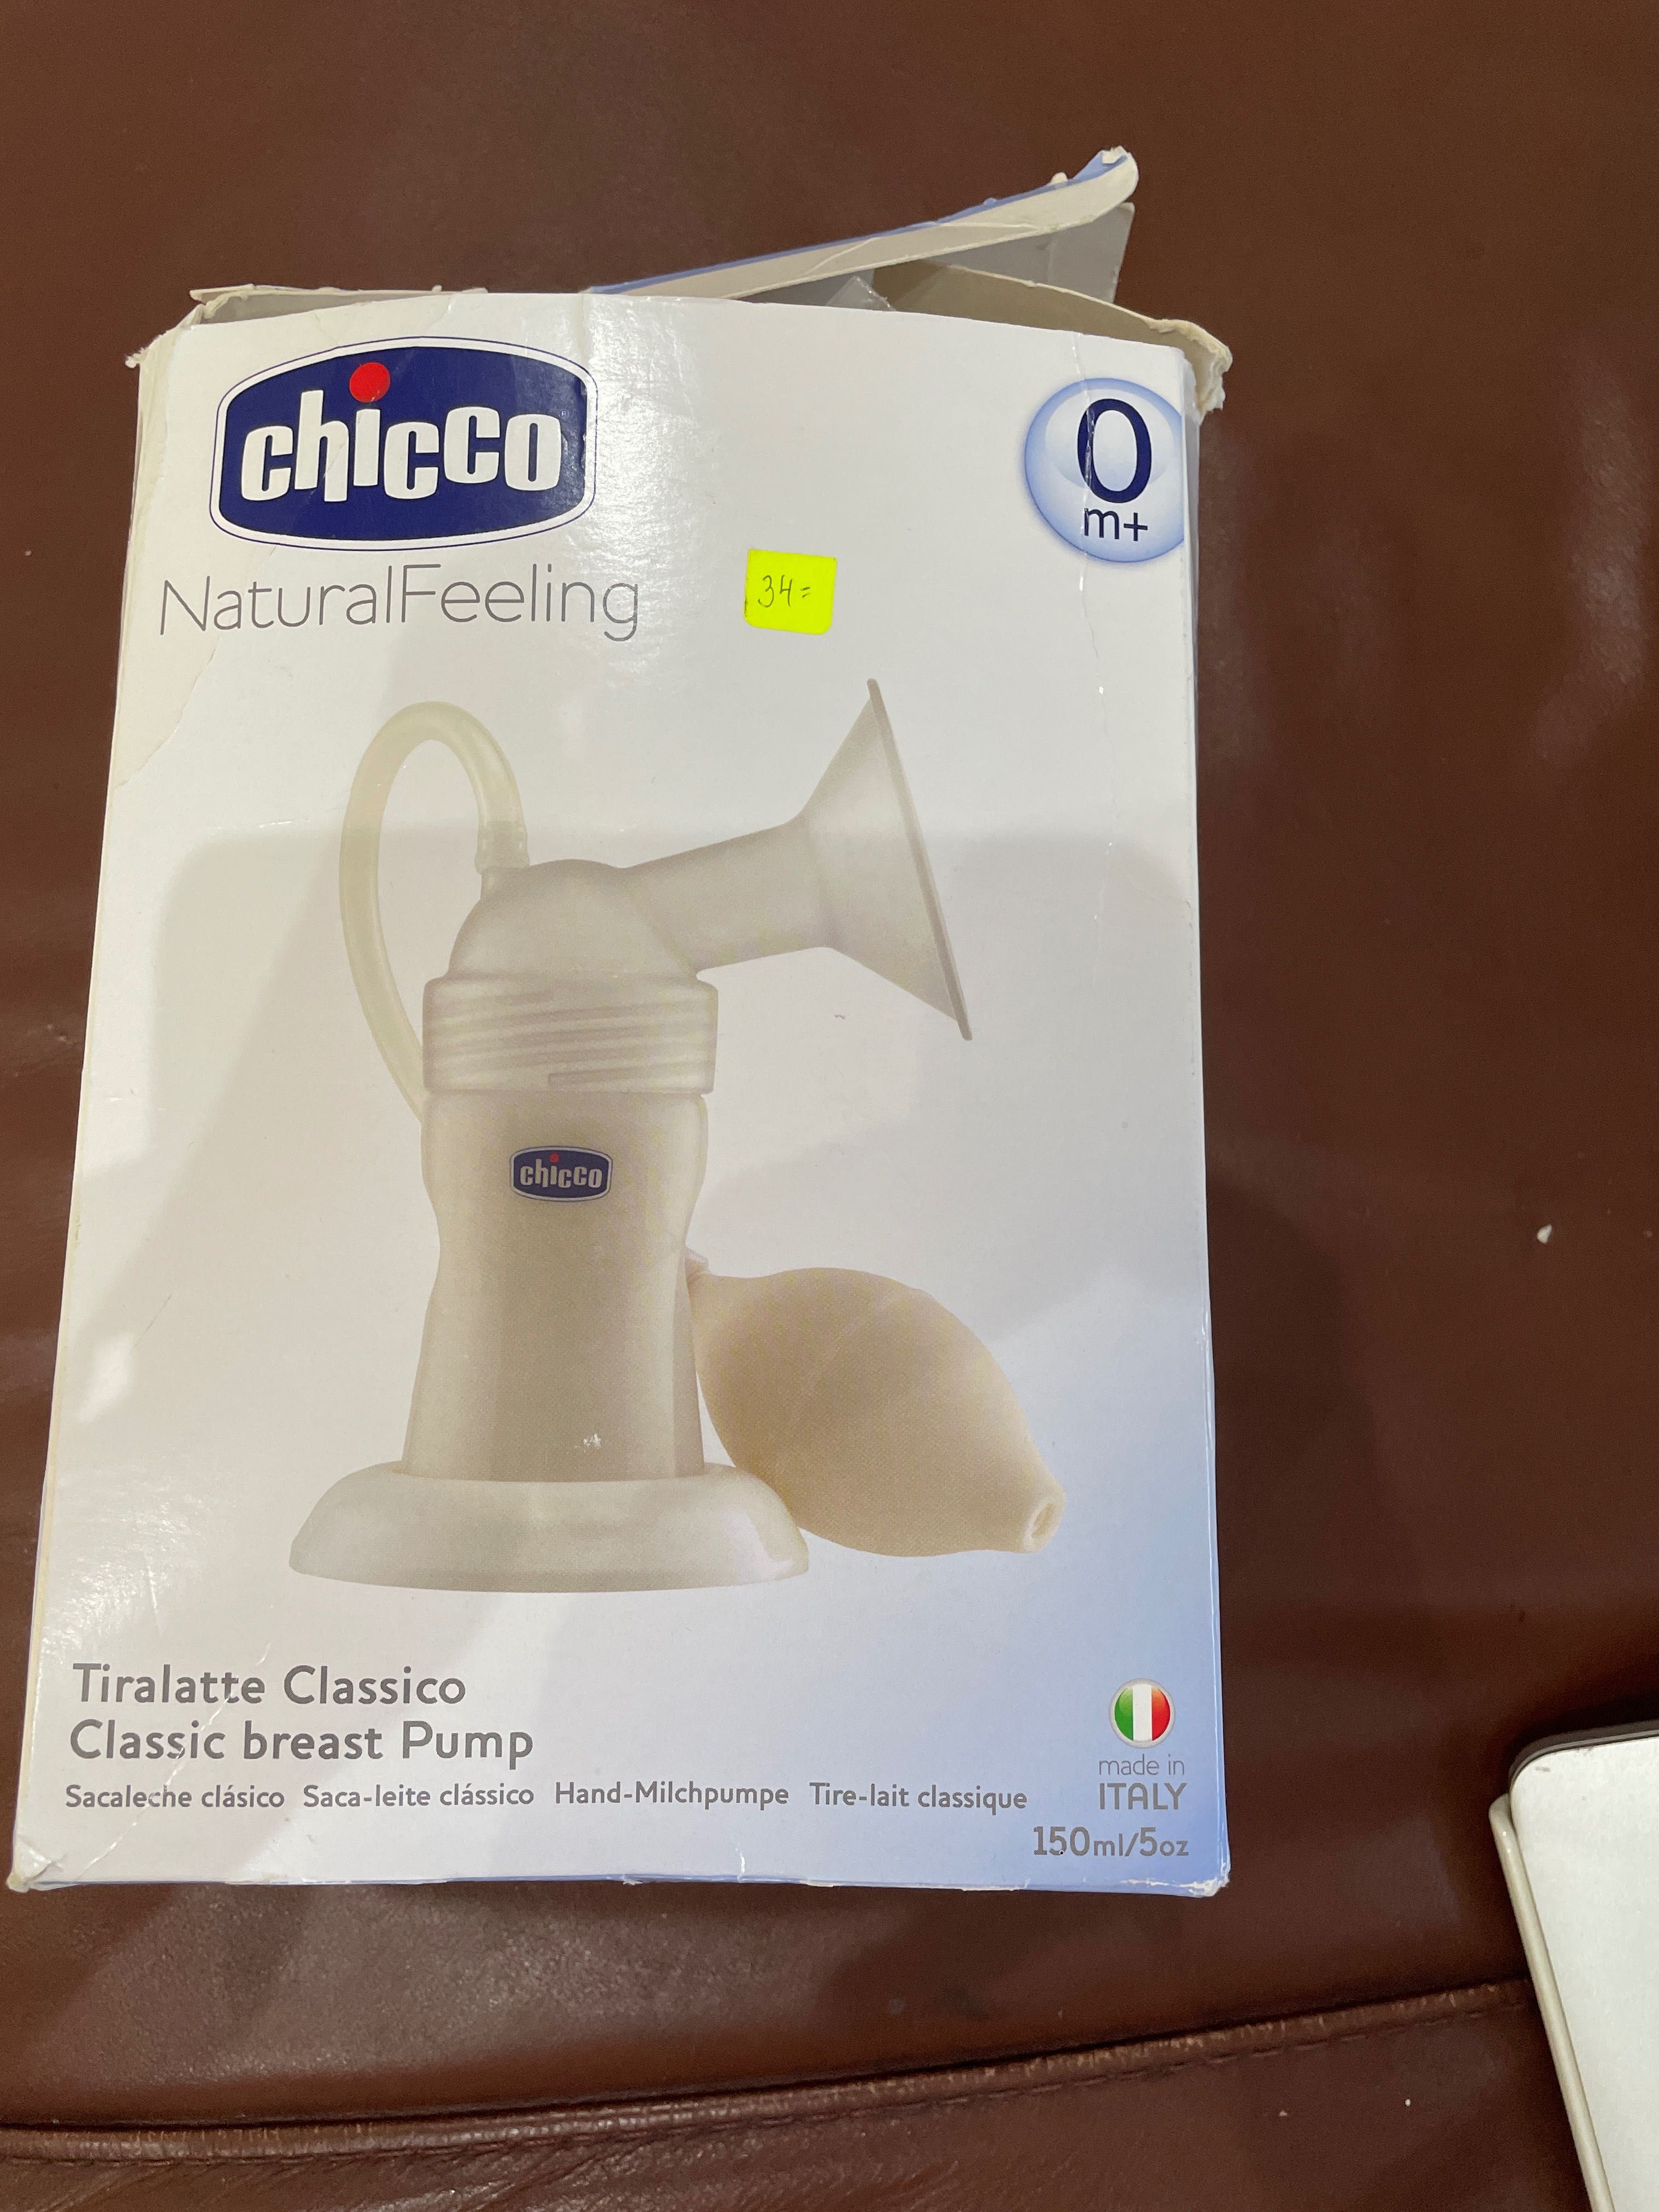 chicco
0
m+
NaturalFeeling
34=
chicco
Tiralatte Classico
Classic breast Pump
Sacaleche clásico Saca-leite clássico Hand-Milchpumpe Tire-lait classique
made in
ITALY
150ml/5oz